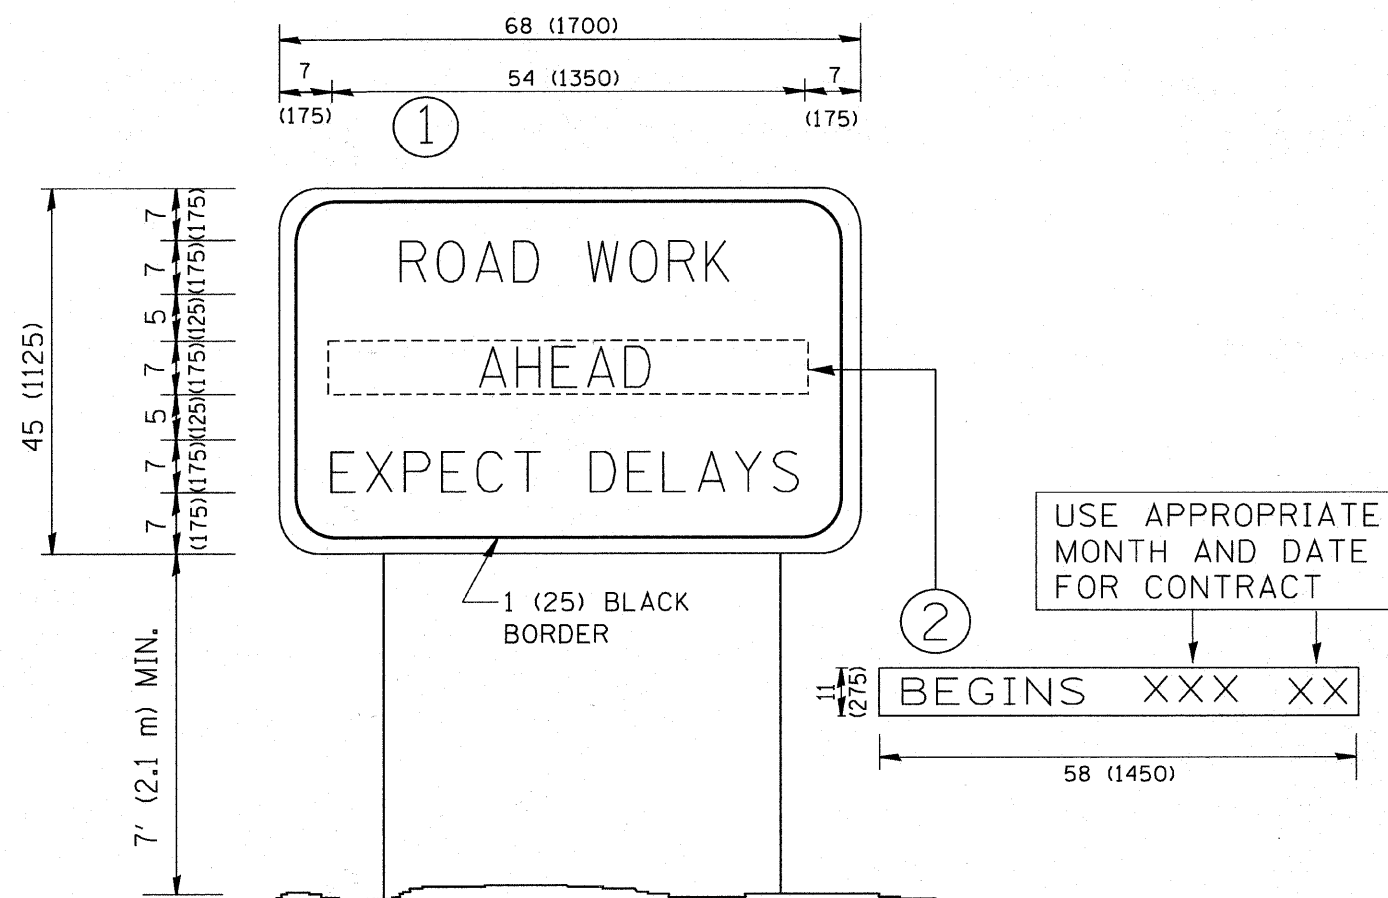 68 (1700)
7 54 (1350) 7
(175) (175)
1
7 (175)
7 (175)
5 (125)
7 (175)
5 (125)
7 (175)
7 (175)
45 (1125)
ROAD WORK
AHEAD
EXPECT DELAYS
1 (25) BLACK
BORDER
7' (2.1 m) MIN.
2
USE APPROPRIATE
MONTH AND DATE
FOR CONTRACT
11
(275)
BEGINS XXX XX
58 (1450)